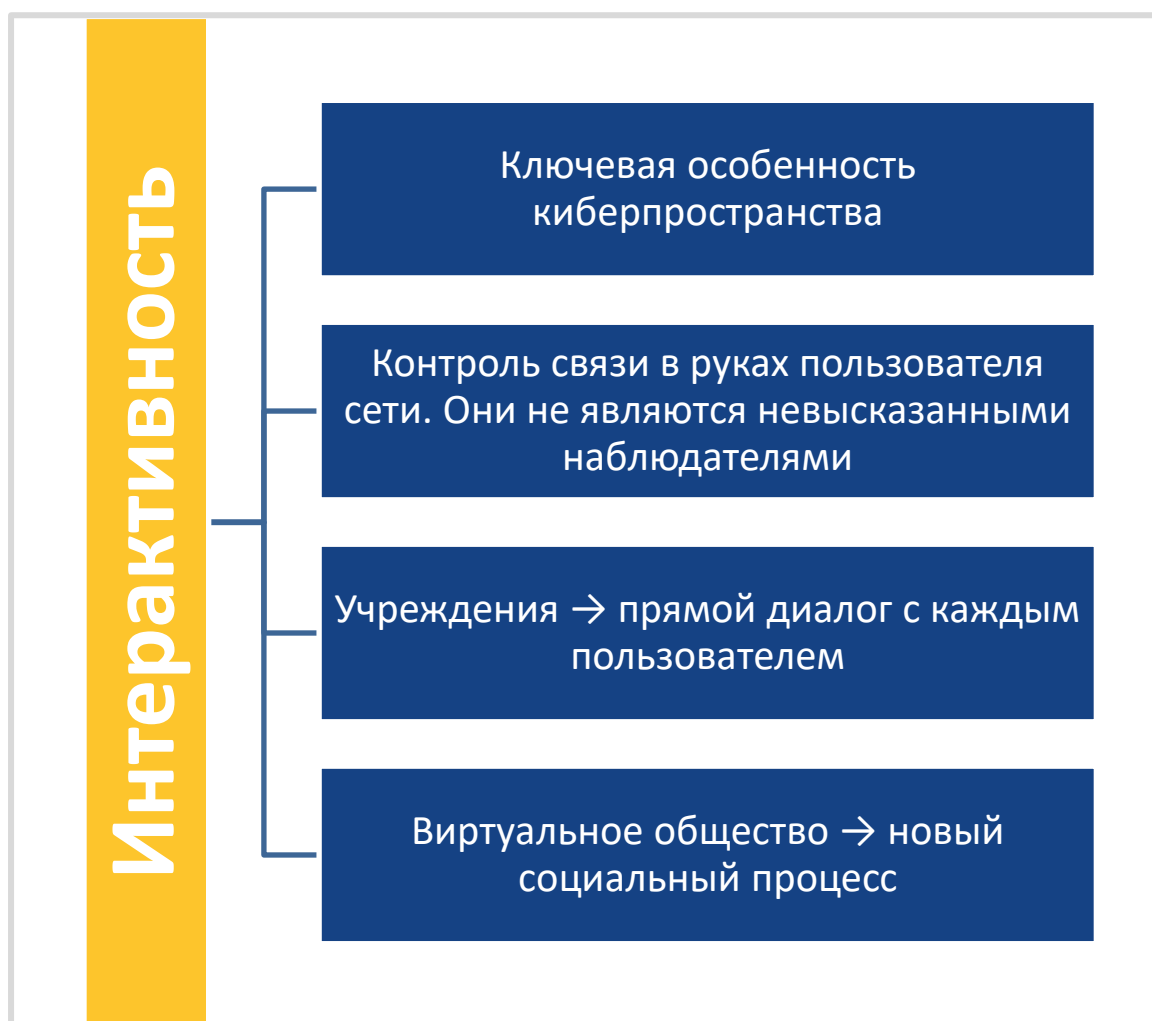 Интерактивность
Ключевая особенность
киберпространства
Контроль связи в руках пользователя
сети. Они не являются невысказанными
наблюдателями
Учреждения → прямой диалог с каждым
пользователем
Виртуальное общество → новый
социальный процесс